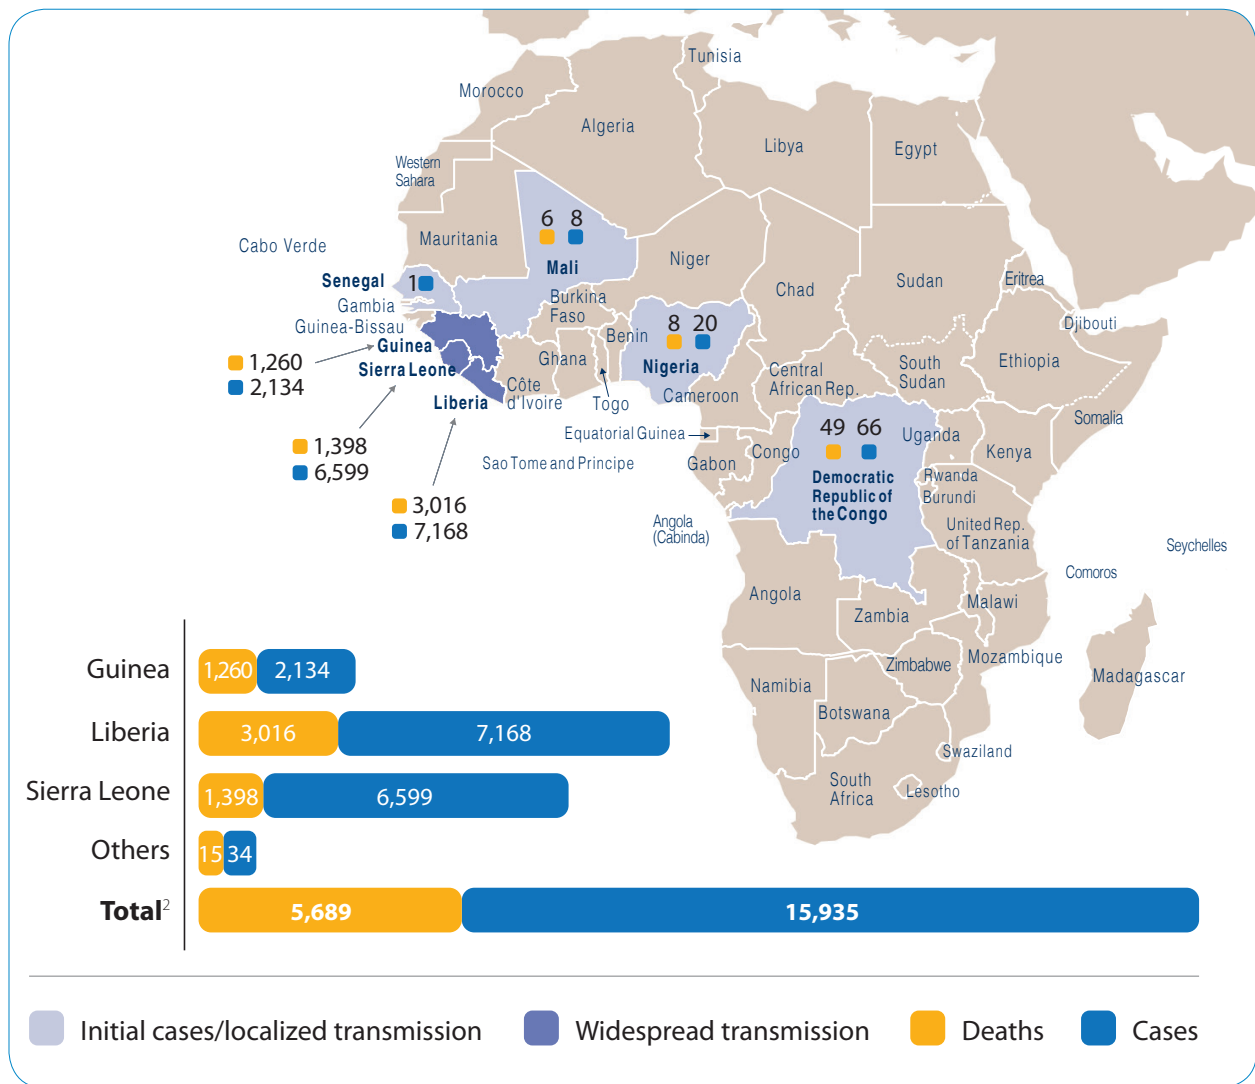 Tunisia
Morocco
Algeria
Libya
Egypt
Western
Sahara
6 8
Mauritania
Cabo Verde
Mali
Niger
Senegal
1
Chad
Sudan
Eritrea
Gambia
Burkina
Faso
Guinea-Bissau
8 20
Benin
Djibouti
Guinea
Ghana
Nigeria
Ethiopia
1,260
2,134
Sierra Leone
Central
African Rep.
South
Sudan
Côte
d'Ivoire
Togo
Cameroon
Liberia
Somalia
49 66
Equatorial Guinea
Uganda
Kenya
1,398
6,599
Sao Tome and Principe
Gabon
Congo
Democratic
Republic of
the Congo
Rwanda
Burundi
3,016
7,168
Angola
(Cabinda)
United Rep.
of Tanzania
Seychelles
Comoros
Angola
Malawi
Zambia
Mozambique
Zimbabwe
Madagascar
Namibia
Botswana
Swaziland
South
Africa
Lesotho
Guinea 1,260 2,134
Liberia 3,016 7,168
Sierra Leone 1,398 6,599
Others 15 34
Total2 5,689 15,935
Initial cases/localized transmission Widespread transmission Deaths Cases